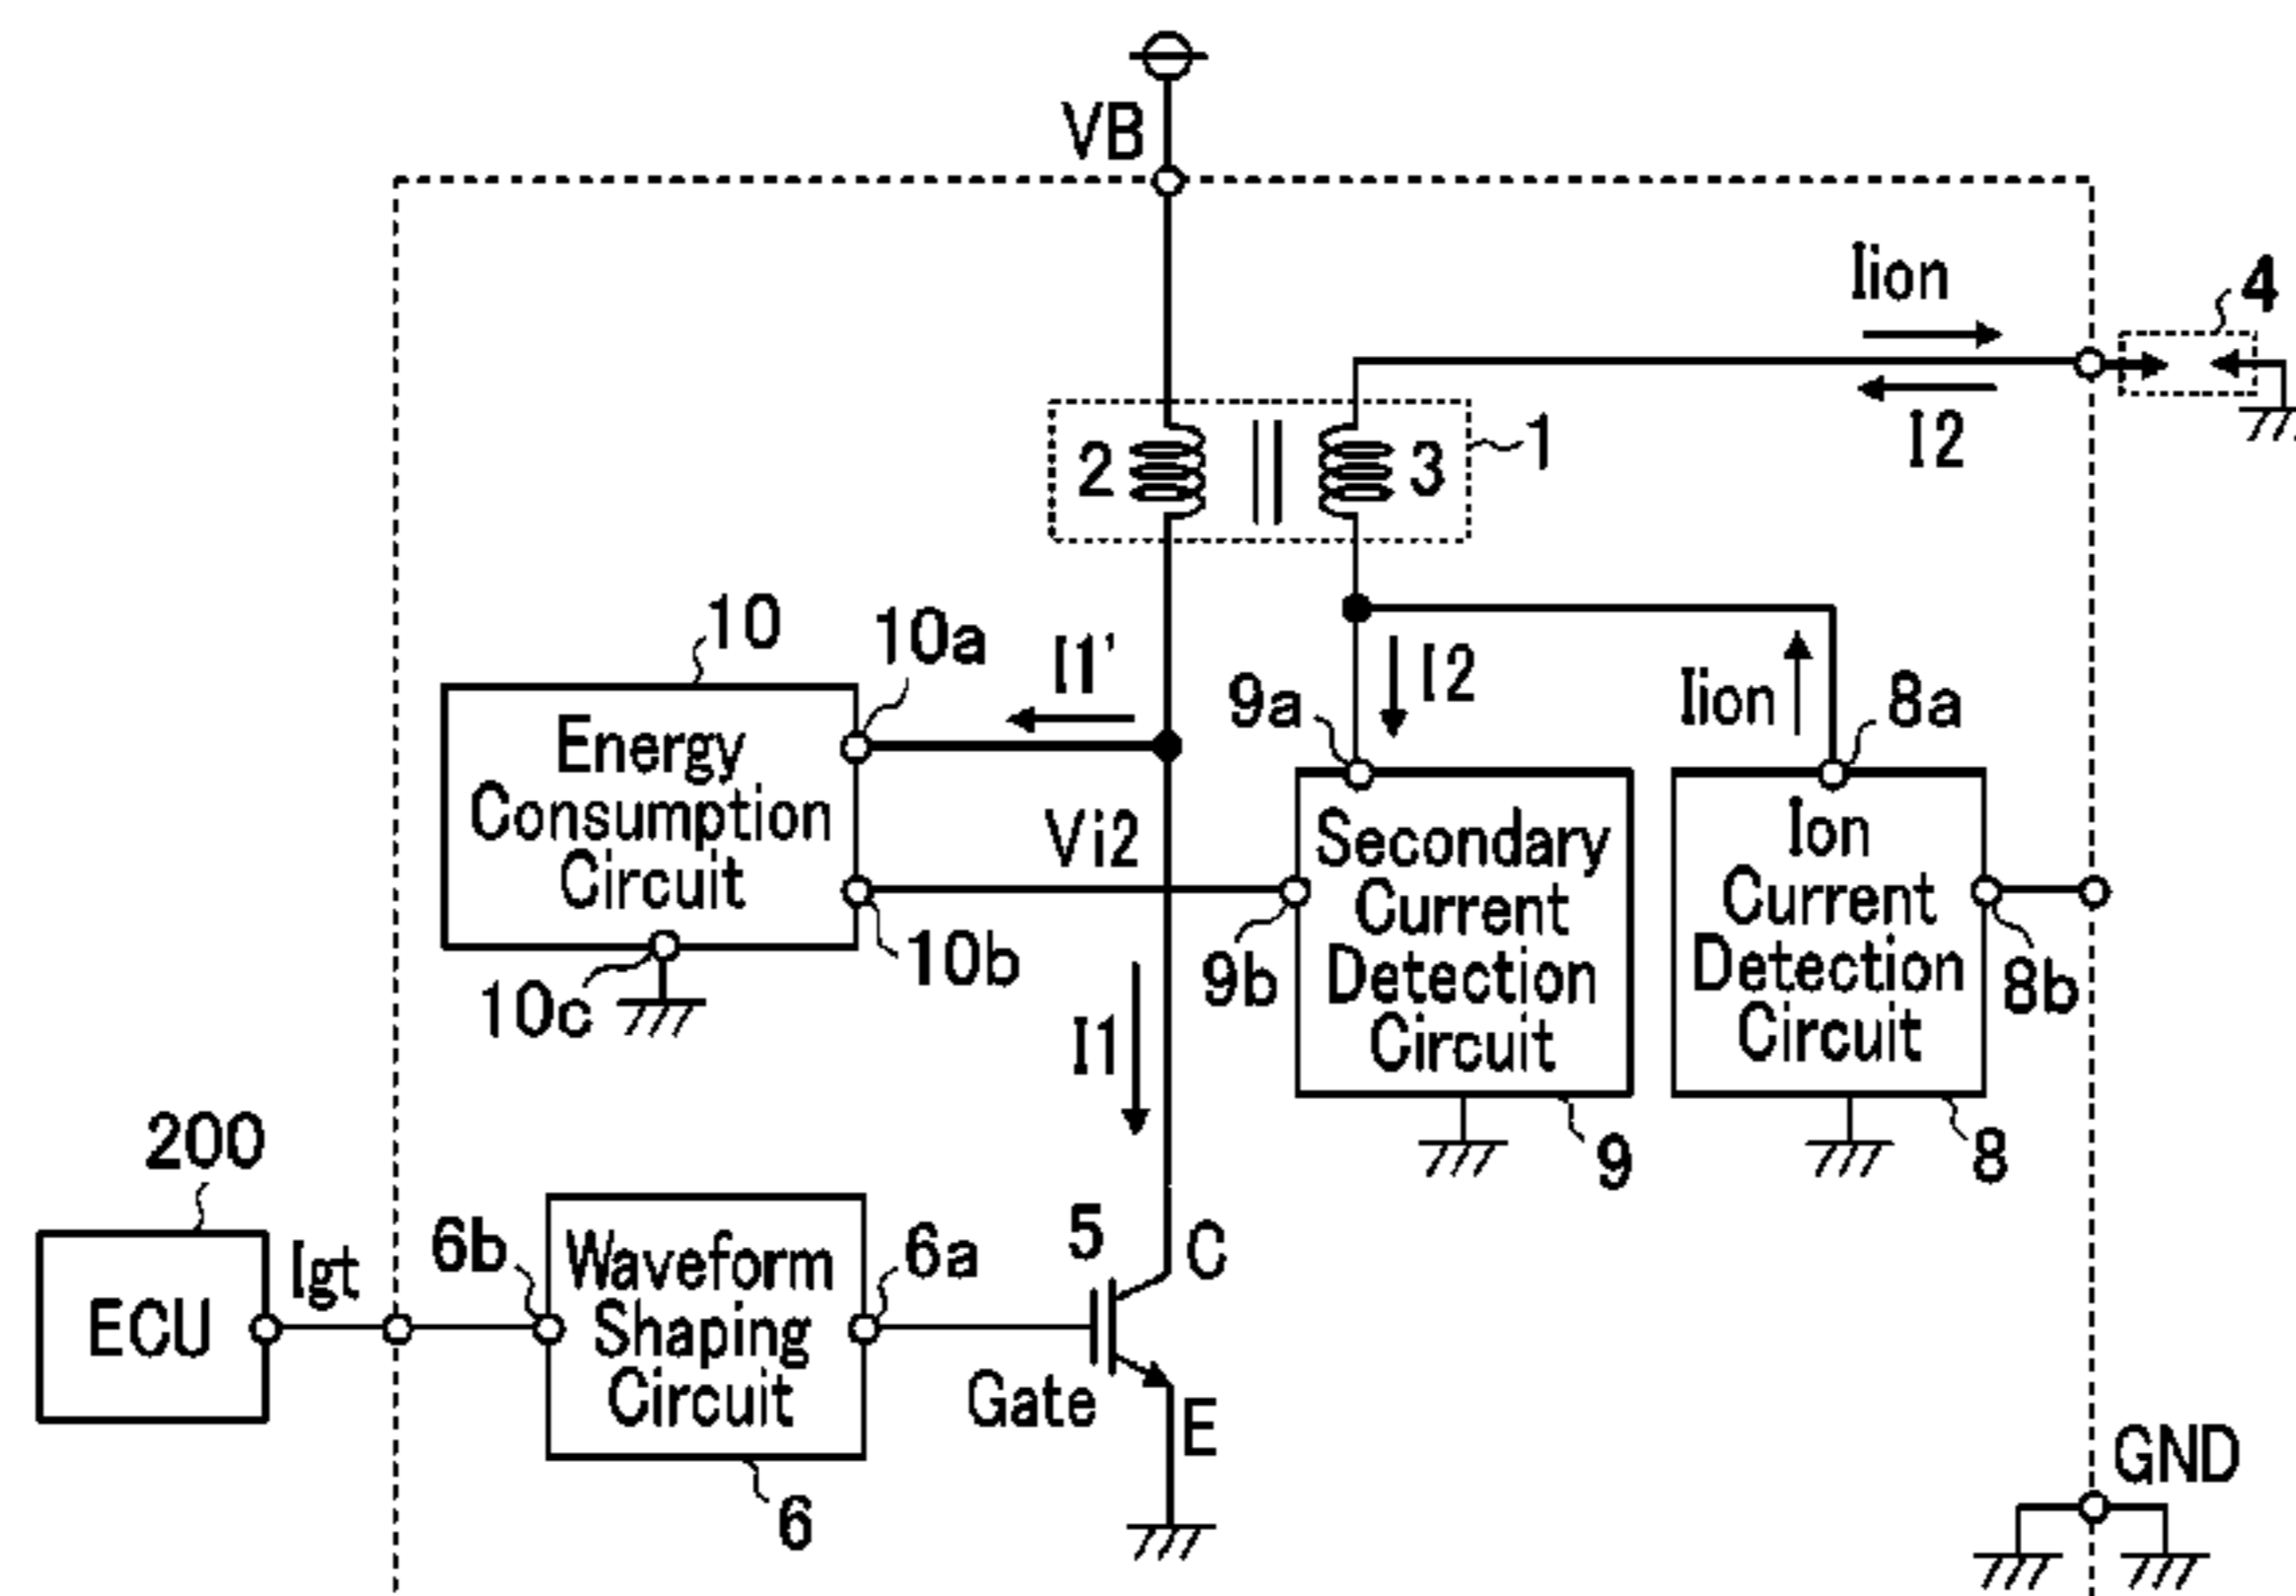 VB
Iion
4
I2
2
3
1
10
10a
I1'
I2
9a
Iion
8a
Energy
Consumption
Circuit
Vi2
Secondary
Current
Detection
Circuit
Ion
Current
Detection
Circuit
10b
10c
9b
8b
I1
9
8
200
ECU
Igt
6b
Waveform
Shaping
Circuit
6a
5
C
Gate
E
6
GND